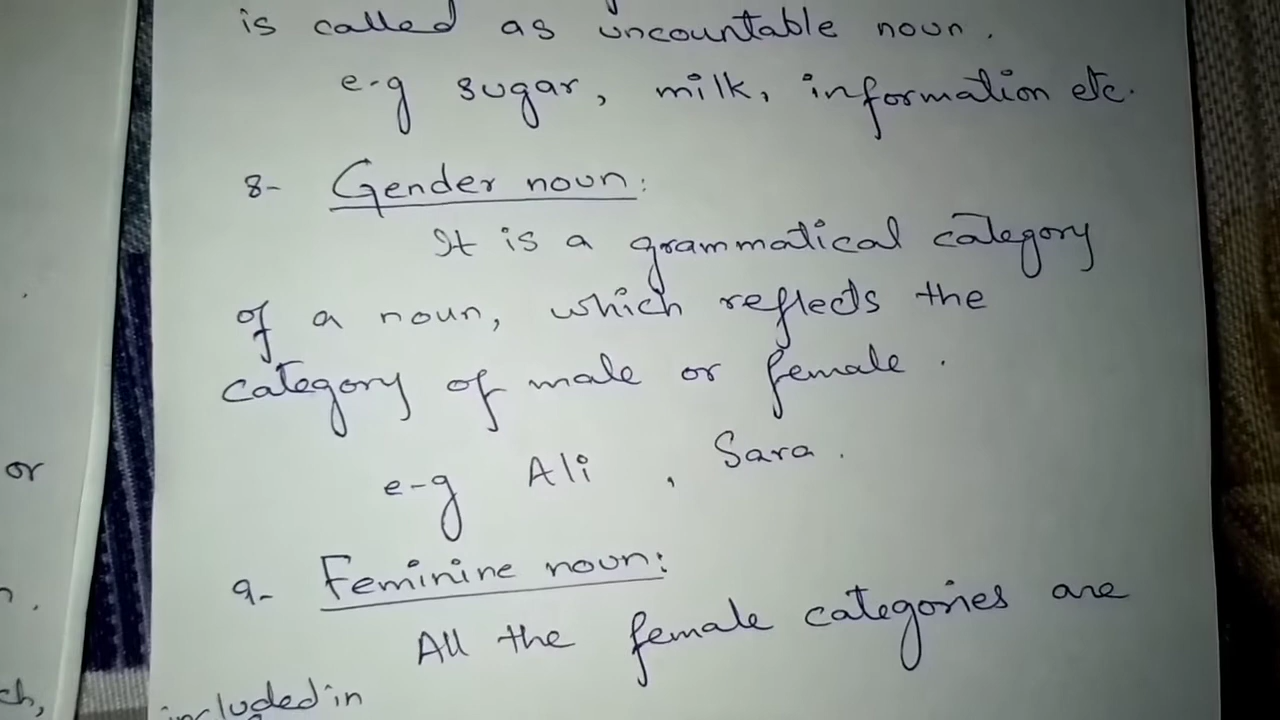 is called as uncountable noun.
e-g sugar, milk, information etc.
8- Gender noun:
It is a grammatical category
of a noun, which reflects the
category of male or female.
e-g Ali , Sara.
9- Feminine noun:
All the female categories are
included in
or